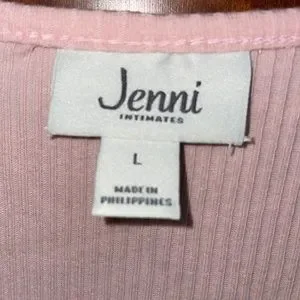 Jenni
INTIMATES
L
MADE IN
PHILIPPINES